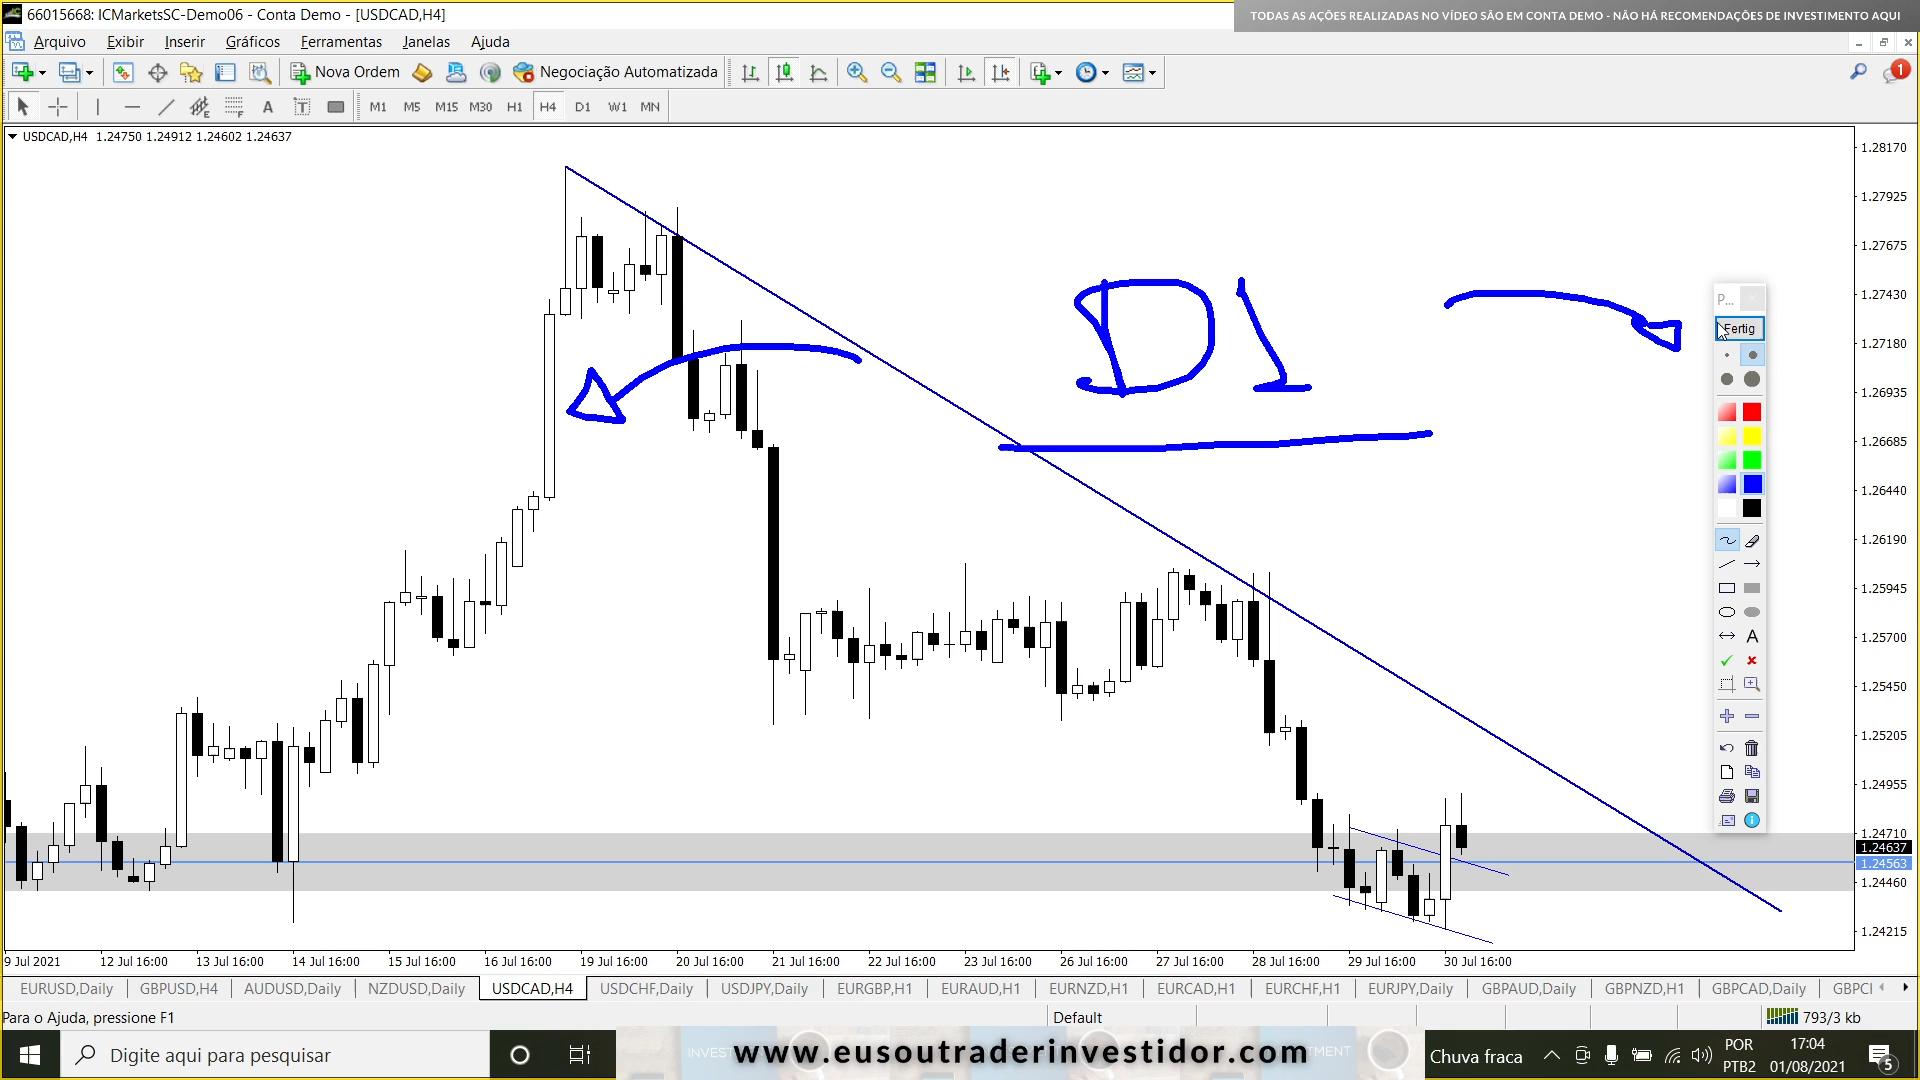 66015668: ICMarketsSC-Demo06 - Conta Demo - [USDCAD,H4]
TODAS AS AÇÕES REALIZADAS NO VÍDEO SÃO EM CONTA DEMO - NÃO HÁ RECOMENDAÇÕES DE INVESTIMENTO AQUI
Arquivo Exibir Inserir Gráficos Ferramentas Janelas Ajuda
Nova Ordem Negociação Automatizada 1
A T M1 M5 M15 M30 H1 H4 D1 W1 MN
USDCAD,H4 1.24750 1.24912 1.24602 1.24637
1.28170
1.27925
1.27675
1.27430
1.27180
1.26935
1.26685
1.26440
1.26190
1.25945
1.25700
1.25450
1.25205
1.24955
1.24710
1.24637
1.24563
1.24460
1.24215
D1
P...
Fertig
A
9 Jul 2021 12 Jul 16:00 13 Jul 16:00 14 Jul 16:00 15 Jul 16:00 16 Jul 16:00 19 Jul 16:00 20 Jul 16:00 21 Jul 16:00 22 Jul 16:00 23 Jul 16:00 26 Jul 16:00 27 Jul 16:00 28 Jul 16:00 29 Jul 16:00 30 Jul 16:00
EURUSD,Daily GBPUSD,H4 AUDUSD,Daily NZDUSD,Daily USDCAD,H4 USDCHF,Daily USDJPY,Daily EURGBP,H1 EURAUD,H1 EURNZD,H1 EURCAD,H1 EURCHF,H1 EURJPY,Daily GBPAUD,Daily GBPNZD,H1 GBPCAD,Daily GBPCI
Para o Ajuda, pressione F1 Default 793/3 kb
Digite aqui para pesquisar
www.eusoutraderinvestidor.com
Chuva fraca
POR
PTB2
17:04
01/08/2021
5